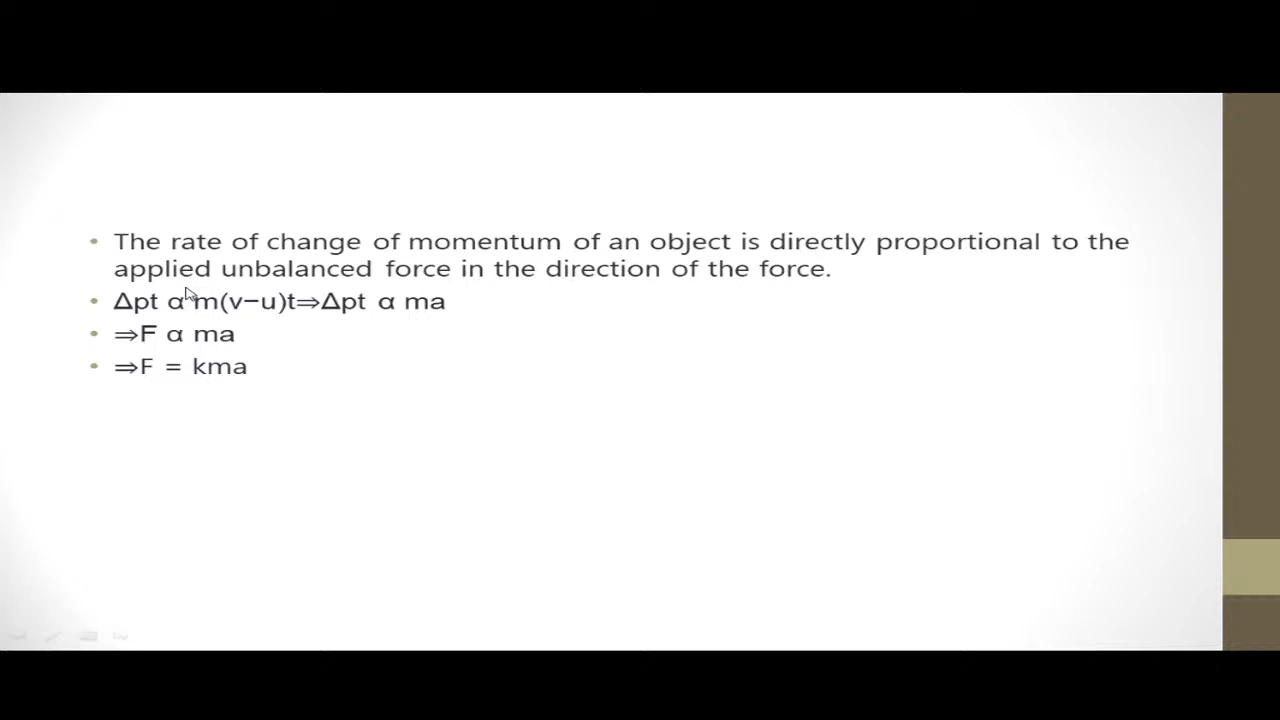 • The rate of change of momentum of an object is directly proportional to the
applied unbalanced force in the direction of the force.
• Δpt α m(v−u)t⇒Δpt α ma
• ⇒F α ma
• ⇒F = kma